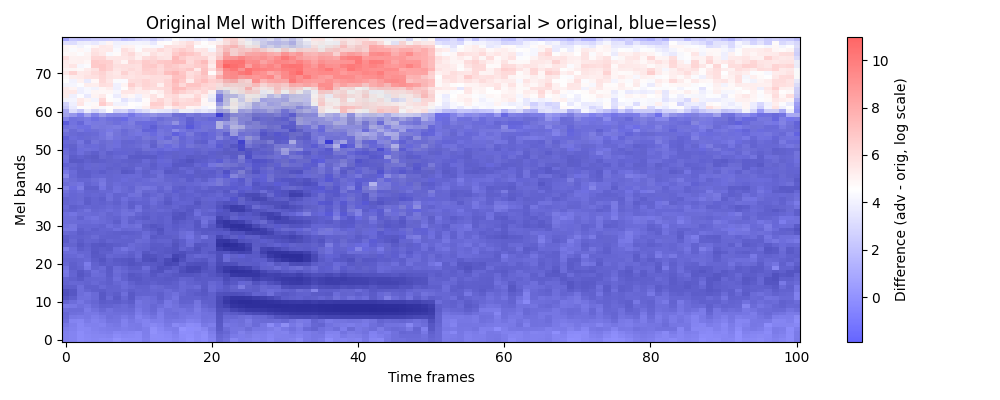 Original Mel with Differences (red=adversarial > original, blue=less)
70
60
50
40
30
20
10
0
Mel bands
0 20 40 60 80 100
Time frames
10
8
6
4
2
0
Difference (adv - orig, log scale)